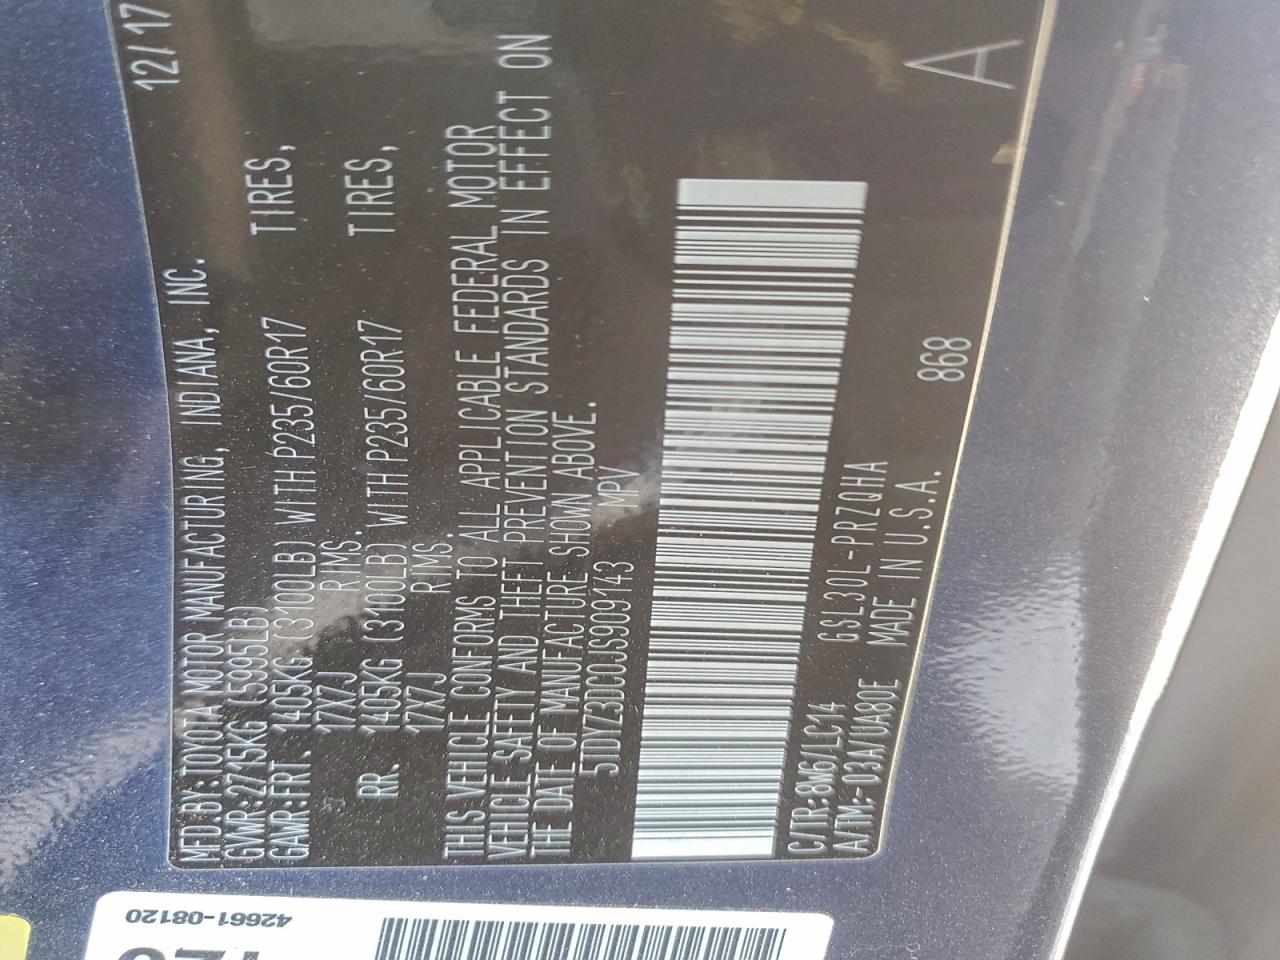 MFD.BY:TOYOTA MOTOR MANUFACTURING, INDIANA, INC. 12/17
GVWR:2715KG (5995LB)
GAWR:FRT. 1405KG (3100LB) WITH P235/60R17 TIRES,
17X7J RIMS.
RR. 1405KG (3100LB) WITH P235/60R17 TIRES,
17X7J RIMS.
THIS VEHICLE CONFORMS TO ALL APPLICABLE FEDERAL MOTOR
VEHICLE SAFETY AND THEFT PREVENTION STANDARDS IN EFFECT ON
THE DATE OF MANUFACTURE SHOWN ABOVE.
5TDYZ3DC0JS909143 MPV
C/TR:8W6/LC14 GSL30L-PRZQHA
A/TM:-03A/UA80E MADE IN U.S.A.
868
A
42661-08120